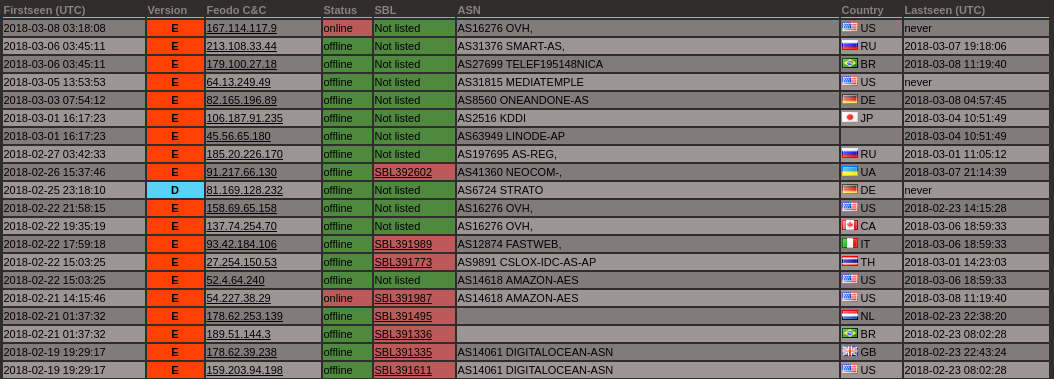 Firstseen (UTC) Version Feodo C&C Status SBL ASN Country Lastseen (UTC)
2018-03-08 03:18:08 E 167.114.117.9 online Not listed AS16276 OVH, US never
2018-03-06 03:45:11 E 213.108.33.44 offline Not listed AS31376 SMART-AS, RU 2018-03-07 19:18:06
2018-03-06 03:45:11 E 179.100.27.18 offline Not listed AS27699 TELEF195148NICA BR 2018-03-08 11:19:40
2018-03-05 13:53:53 E 64.13.249.49 offline Not listed AS31815 MEDIATEMPLE US never
2018-03-03 07:54:12 E 82.165.196.89 offline Not listed AS8560 ONEANDONE-AS DE 2018-03-08 04:57:45
2018-03-01 16:17:23 E 106.187.91.235 offline Not listed AS2516 KDDI JP 2018-03-04 10:51:49
2018-03-01 16:17:23 E 45.56.65.180 offline Not listed AS63949 LINODE-AP 2018-03-04 10:51:49
2018-02-27 03:42:33 E 185.20.226.170 offline Not listed AS197695 AS-REG, RU 2018-03-01 11:05:12
2018-02-26 15:37:46 E 91.217.66.130 offline SBL392602 AS41360 NEOCOM-, UA 2018-03-07 21:14:39
2018-02-25 23:18:10 D 81.169.128.232 offline Not listed AS6724 STRATO DE never
2018-02-22 21:58:15 E 158.69.65.158 offline Not listed AS16276 OVH, US 2018-02-23 14:15:28
2018-02-22 19:35:19 E 137.74.254.70 offline Not listed AS16276 OVH, CA 2018-03-06 18:59:33
2018-02-22 17:59:18 E 93.42.184.106 offline SBL391989 AS12874 FASTWEB, IT 2018-03-06 18:59:33
2018-02-22 15:03:25 E 27.254.150.53 offline SBL391773 AS9891 CSLOX-IDC-AS-AP TH 2018-03-01 14:23:03
2018-02-22 15:03:25 E 52.4.64.240 offline Not listed AS14618 AMAZON-AES US 2018-03-06 18:59:33
2018-02-21 14:15:46 E 54.227.38.29 online SBL391987 AS14618 AMAZON-AES US 2018-03-08 11:19:40
2018-02-21 01:37:32 E 178.62.253.139 offline SBL391495 NL 2018-02-23 22:38:20
2018-02-21 01:37:32 E 189.51.144.3 offline SBL391336 BR 2018-02-23 08:02:28
2018-02-19 19:29:17 E 178.62.39.238 offline SBL391335 AS14061 DIGITALOCEAN-ASN GB 2018-02-23 22:43:24
2018-02-19 19:29:17 E 159.203.94.198 offline SBL391611 AS14061 DIGITALOCEAN-ASN US 2018-02-23 08:02:28